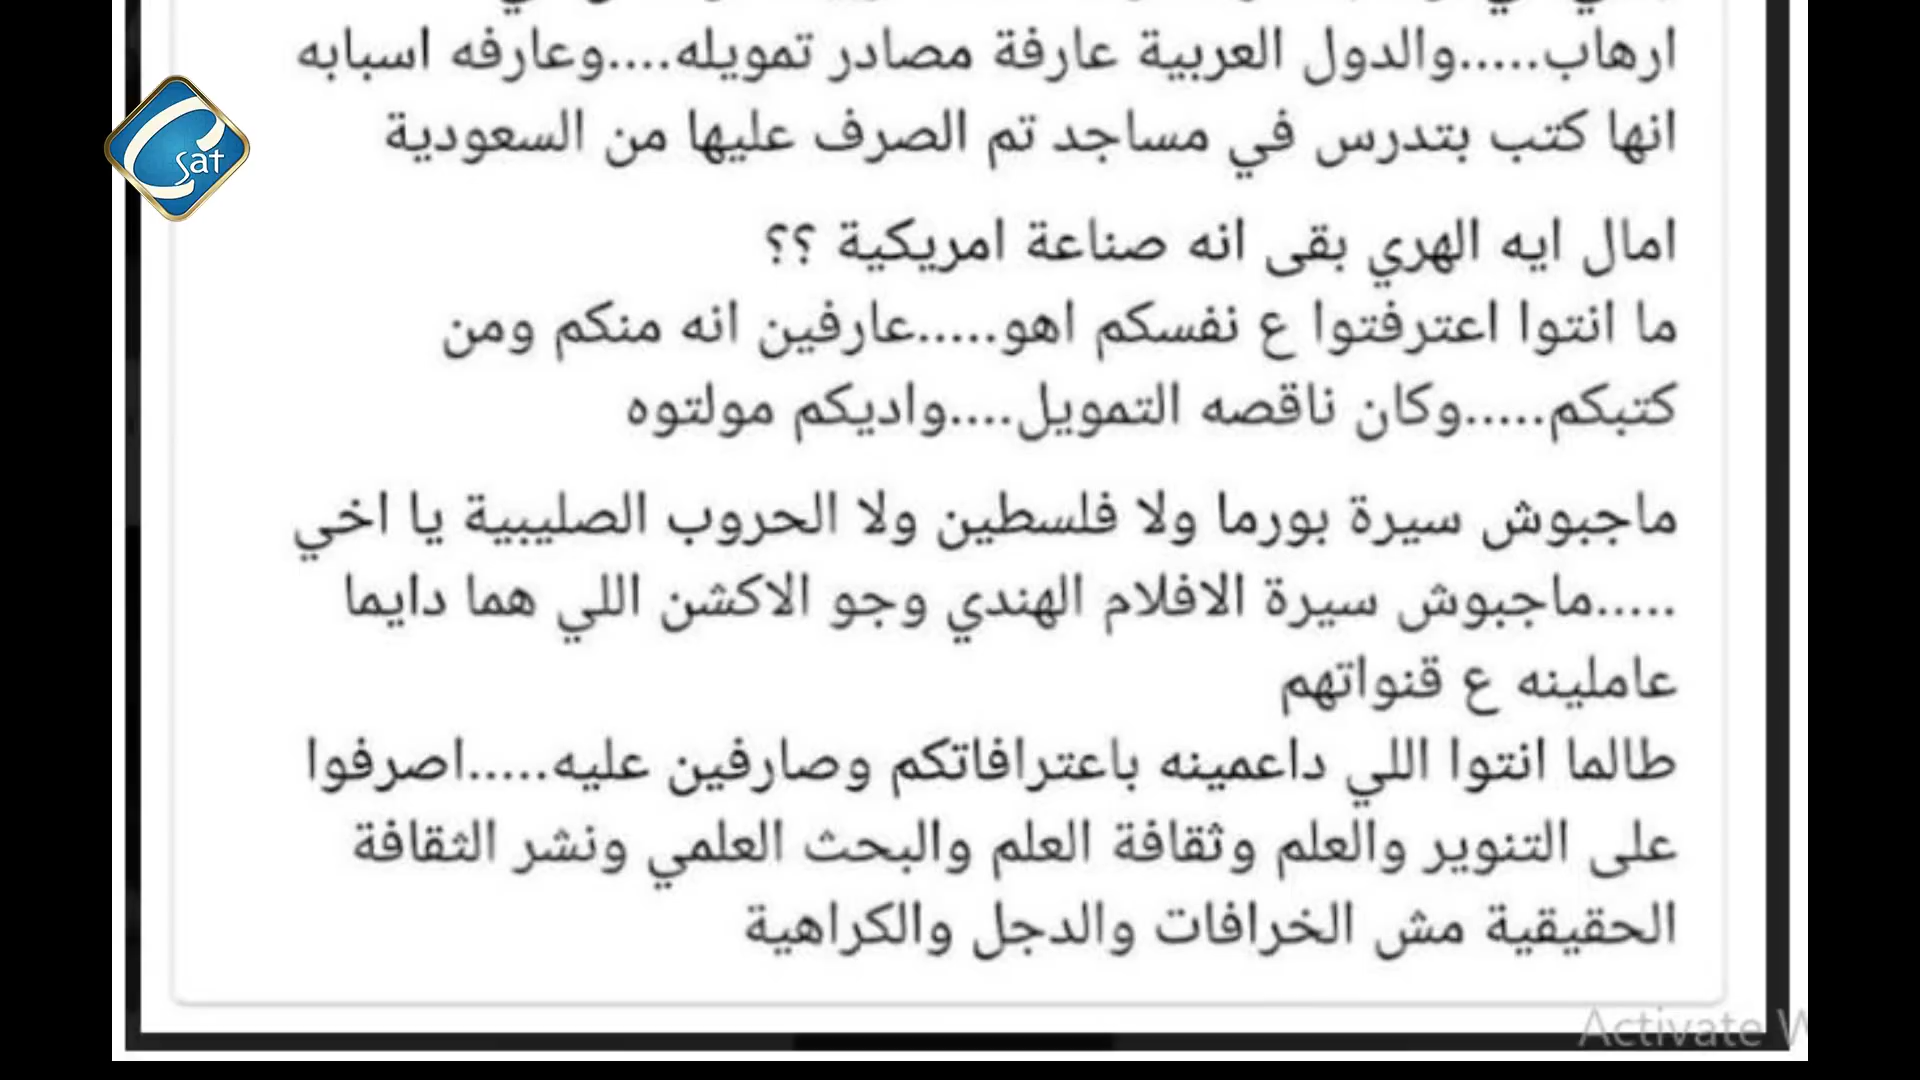 ارهاب.....والدول العربية عارفة مصادر تمويله....وعارفه اسبابه
انها كتب بتدرس في مساجد تم الصرف عليها من السعودية
امال ايه الهري بقى انه صناعة امريكية ؟؟
ما انتوا اعترفتوا ع نفسكم اهو.....عارفين انه منكم ومن
كتبكم.....وكان ناقصه التمويل....واديكم مولتوه
ماجبوش سيرة بورما ولا فلسطين ولا الحروب الصليبية يا اخي
.....ماجبوش سيرة الافلام الهندي وجو الاكشن اللي هما دايما
عاملينه ع قنواتهم
طالما انتوا اللي داعمينه باعترافاتكم وصارفين عليه.....اصرفوا
على التنوير والعلم وثقافة العلم والبحث العلمي ونشر الثقافة
الحقيقية مش الخرافات والدجل والكراهية
C sat
Activate W